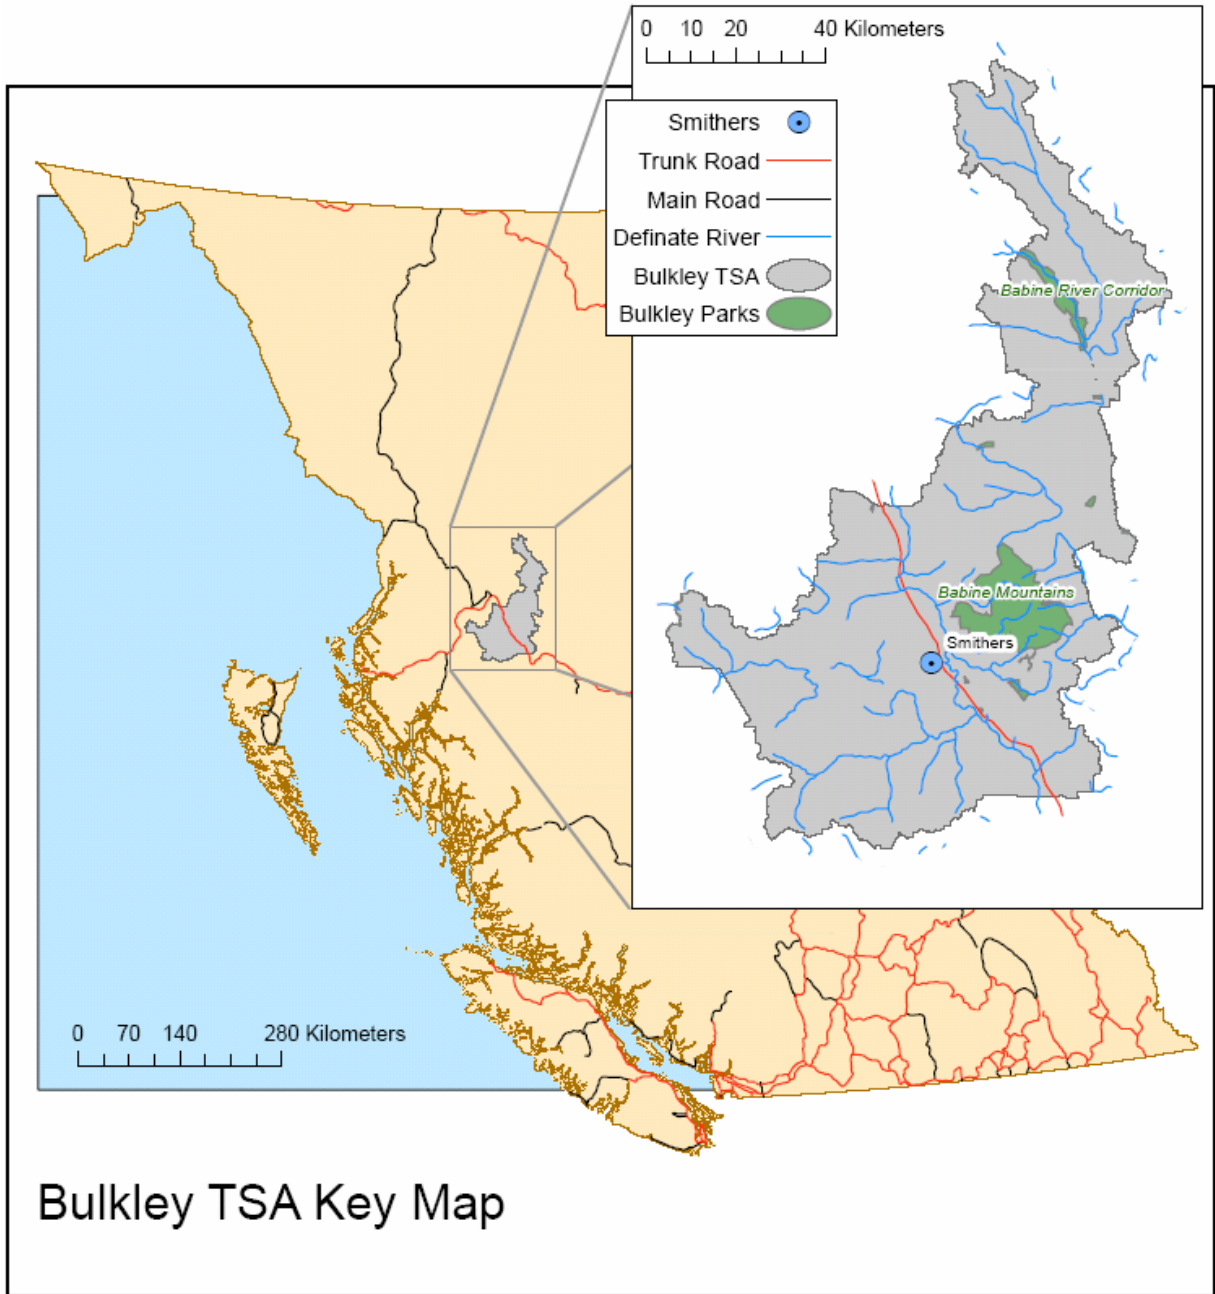 0 10 20 40 Kilometers
Smithers
Trunk Road
Main Road
Definate River
Bulkley TSA
Bulkley Parks
Babine River Corridor
Babine Mountains
Smithers
0 70 140 280 Kilometers
Bulkley TSA Key Map